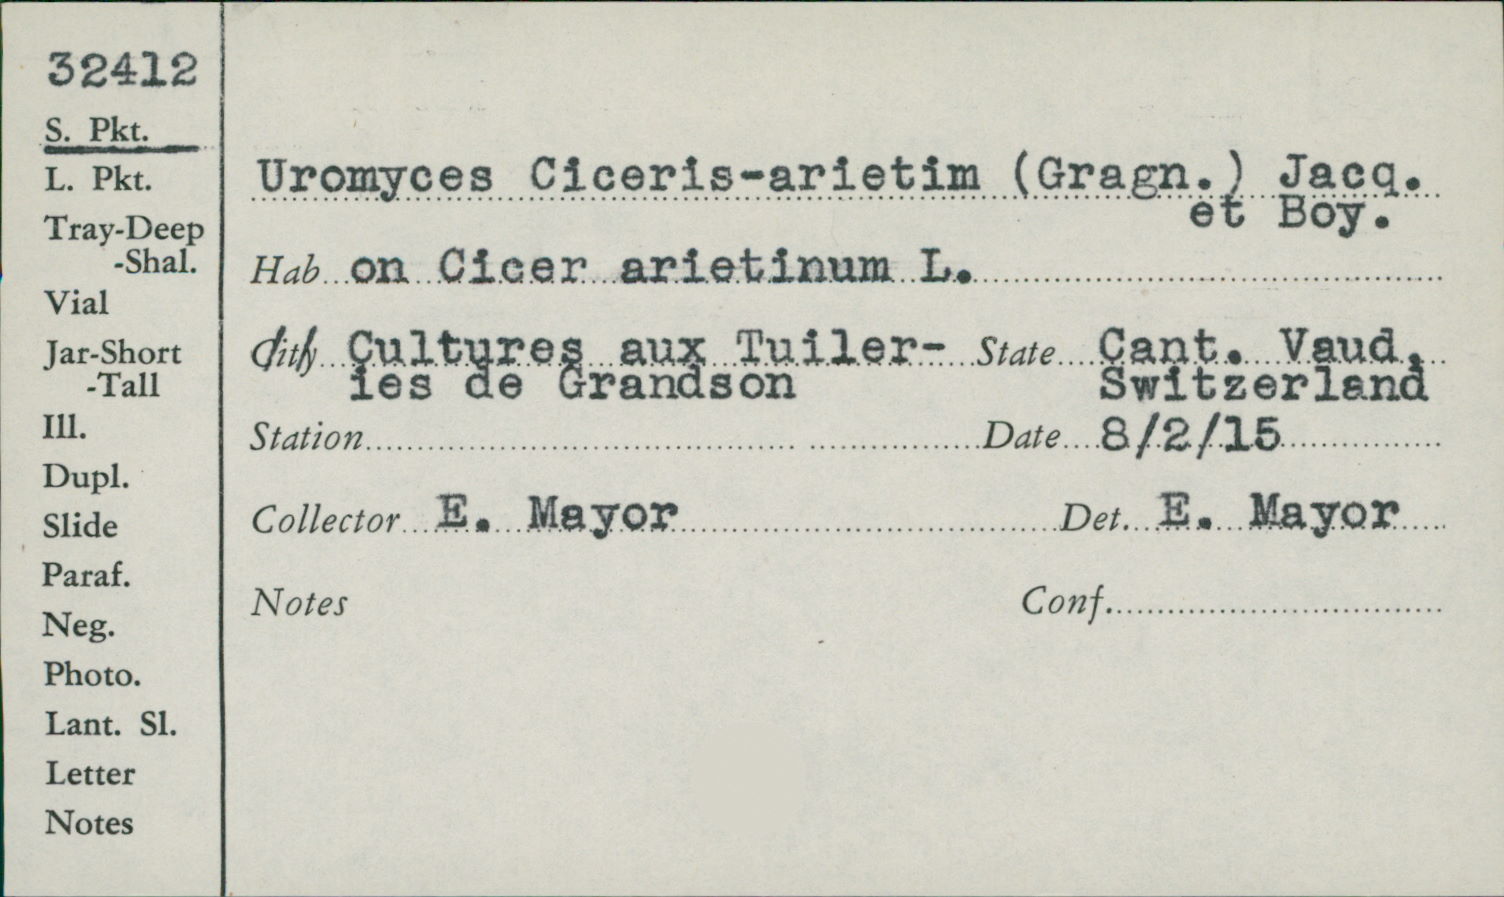 32412
S. Pkt.
L. Pkt.
Tray-Deep
-Shal.
Vial
Jar-Short
-Tall
Ill.
Dupl.
Slide
Paraf.
Neg.
Photo.
Lant. Sl.
Letter
Notes
Uromyces Ciceris-arietim (Gragn.) Jacq.
et Boy.
Hab on Cicer arietinum L.
City Cultures aux Tuiler- State Cant. Vaud,
ies de Grandson Switzerland
Station Date 8/2/15
Collector E. Mayor Det. E. Mayor
Notes Conf.